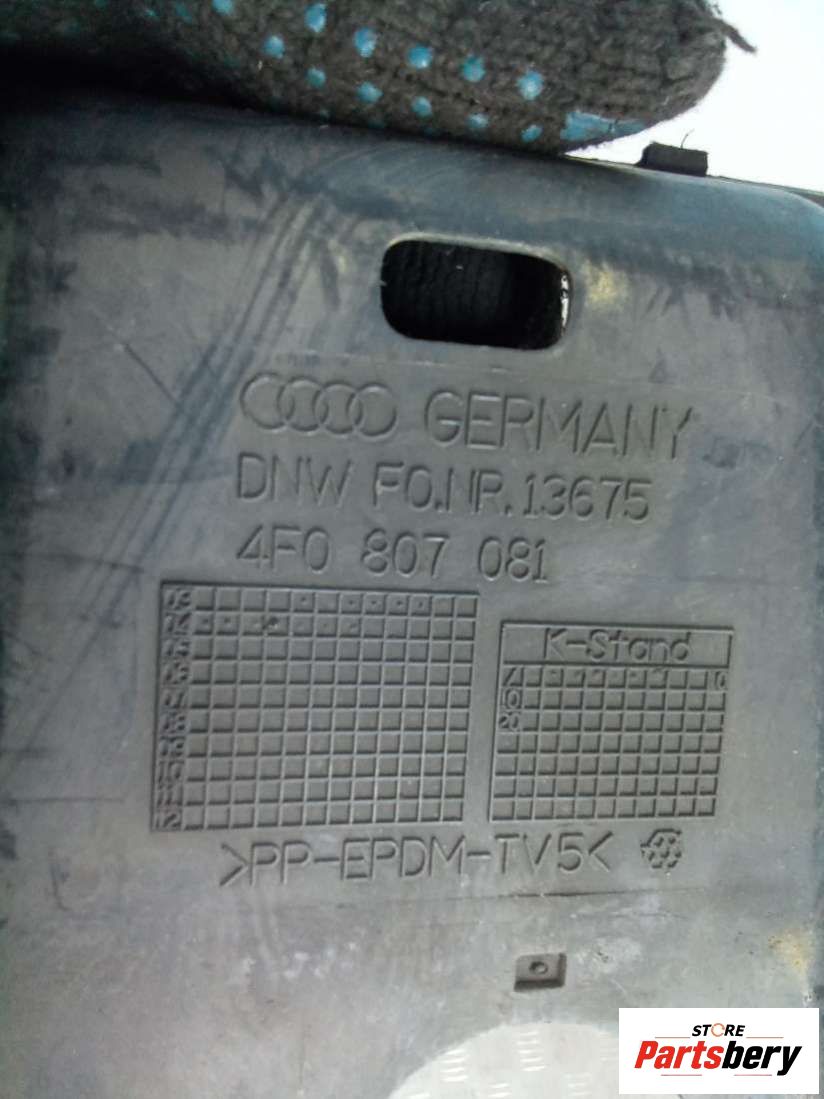 GERMANY
DNW FO.NR.13675
4F0 807 081
K-Stand
>PP-EPDM-TV5<
STORE
Partsbery